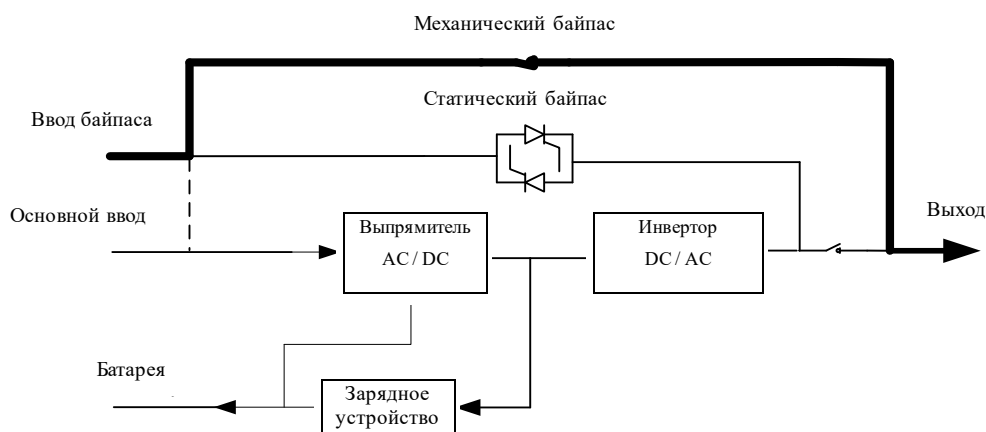 Механический байпас
Статический байпас
Ввод байпаса
Основной ввод
Выход
Выпрямитель
AC / DC
Инвертор
DC / AC
Батарея
Зарядное
устройство